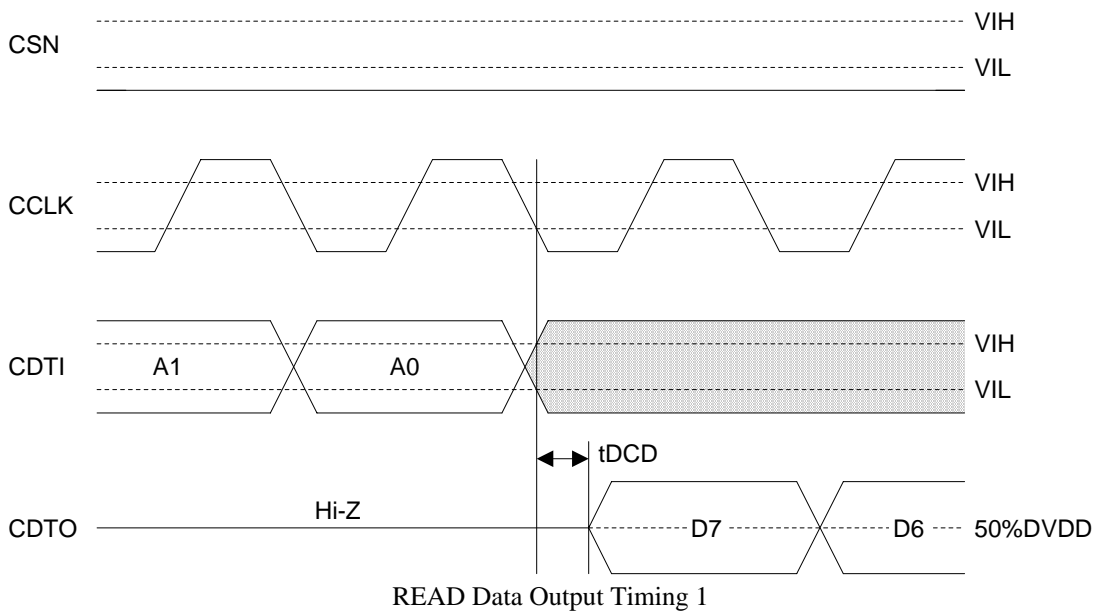 CSN
VIH
VIL
CCLK
VIH
VIL
CDTI
A1
A0
VIH
VIL
tDCD
CDTO
Hi-Z
D7
D6
50%DVDD
READ Data Output Timing 1